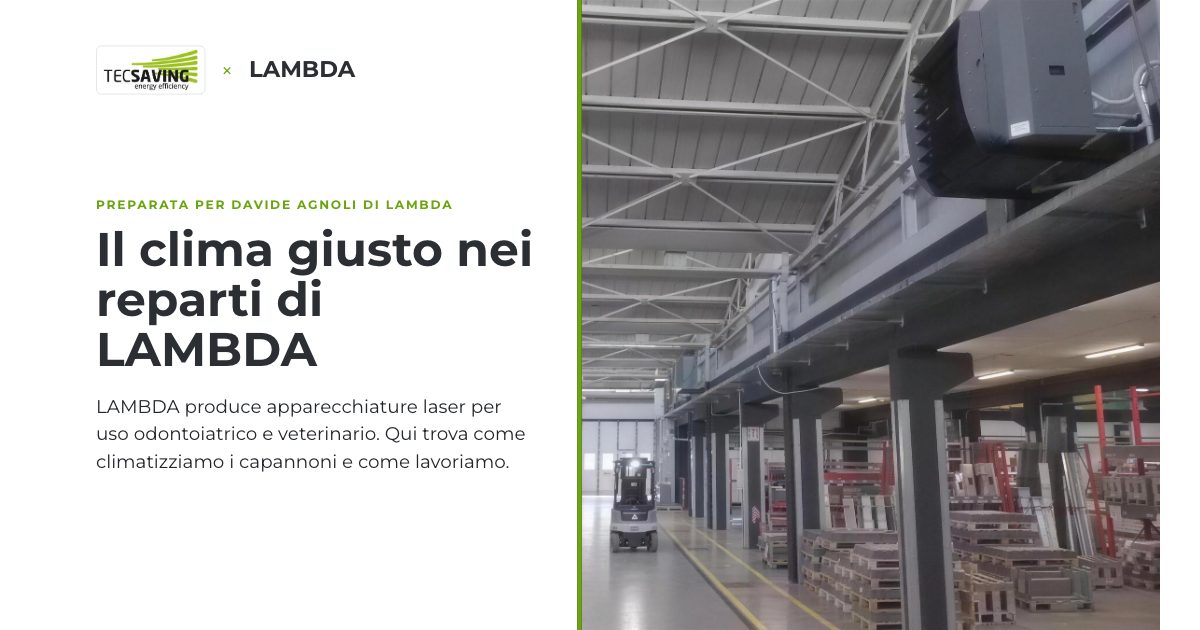 TECSAVING
energy efficiency
× LAMBDA
PREPARATA PER DAVIDE AGNOLI DI LAMBDA
Il clima giusto nei
reparti di
LAMBDA
LAMBDA produce apparecchiature laser per
uso odontoiatrico e veterinario. Qui trova come
climatizziamo i capannoni e come lavoriamo.